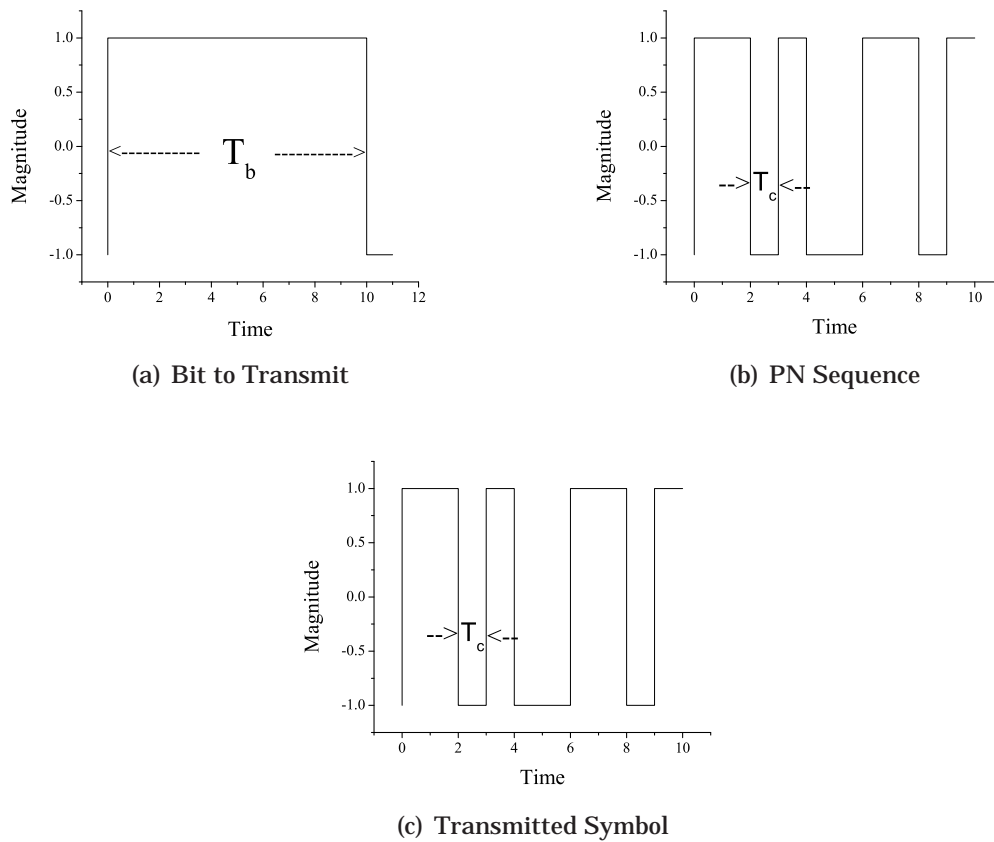 1.0
0.5
0.0
-0.5
-1.0
Magnitude
T_b
0 2 4 6 8 10 12
Time
(a) Bit to Transmit
1.0
0.5
0.0
-0.5
-1.0
Magnitude
T_c
0 2 4 6 8 10
Time
(b) PN Sequence
1.0
0.5
0.0
-0.5
-1.0
Magnitude
T_c
0 2 4 6 8 10
Time
(c) Transmitted Symbol